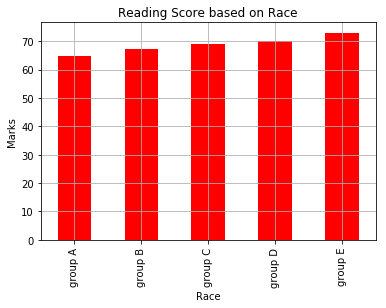 Reading Score based on Race
Marks
70
60
50
40
30
20
10
0
group A
group B
group C
group D
group E
Race